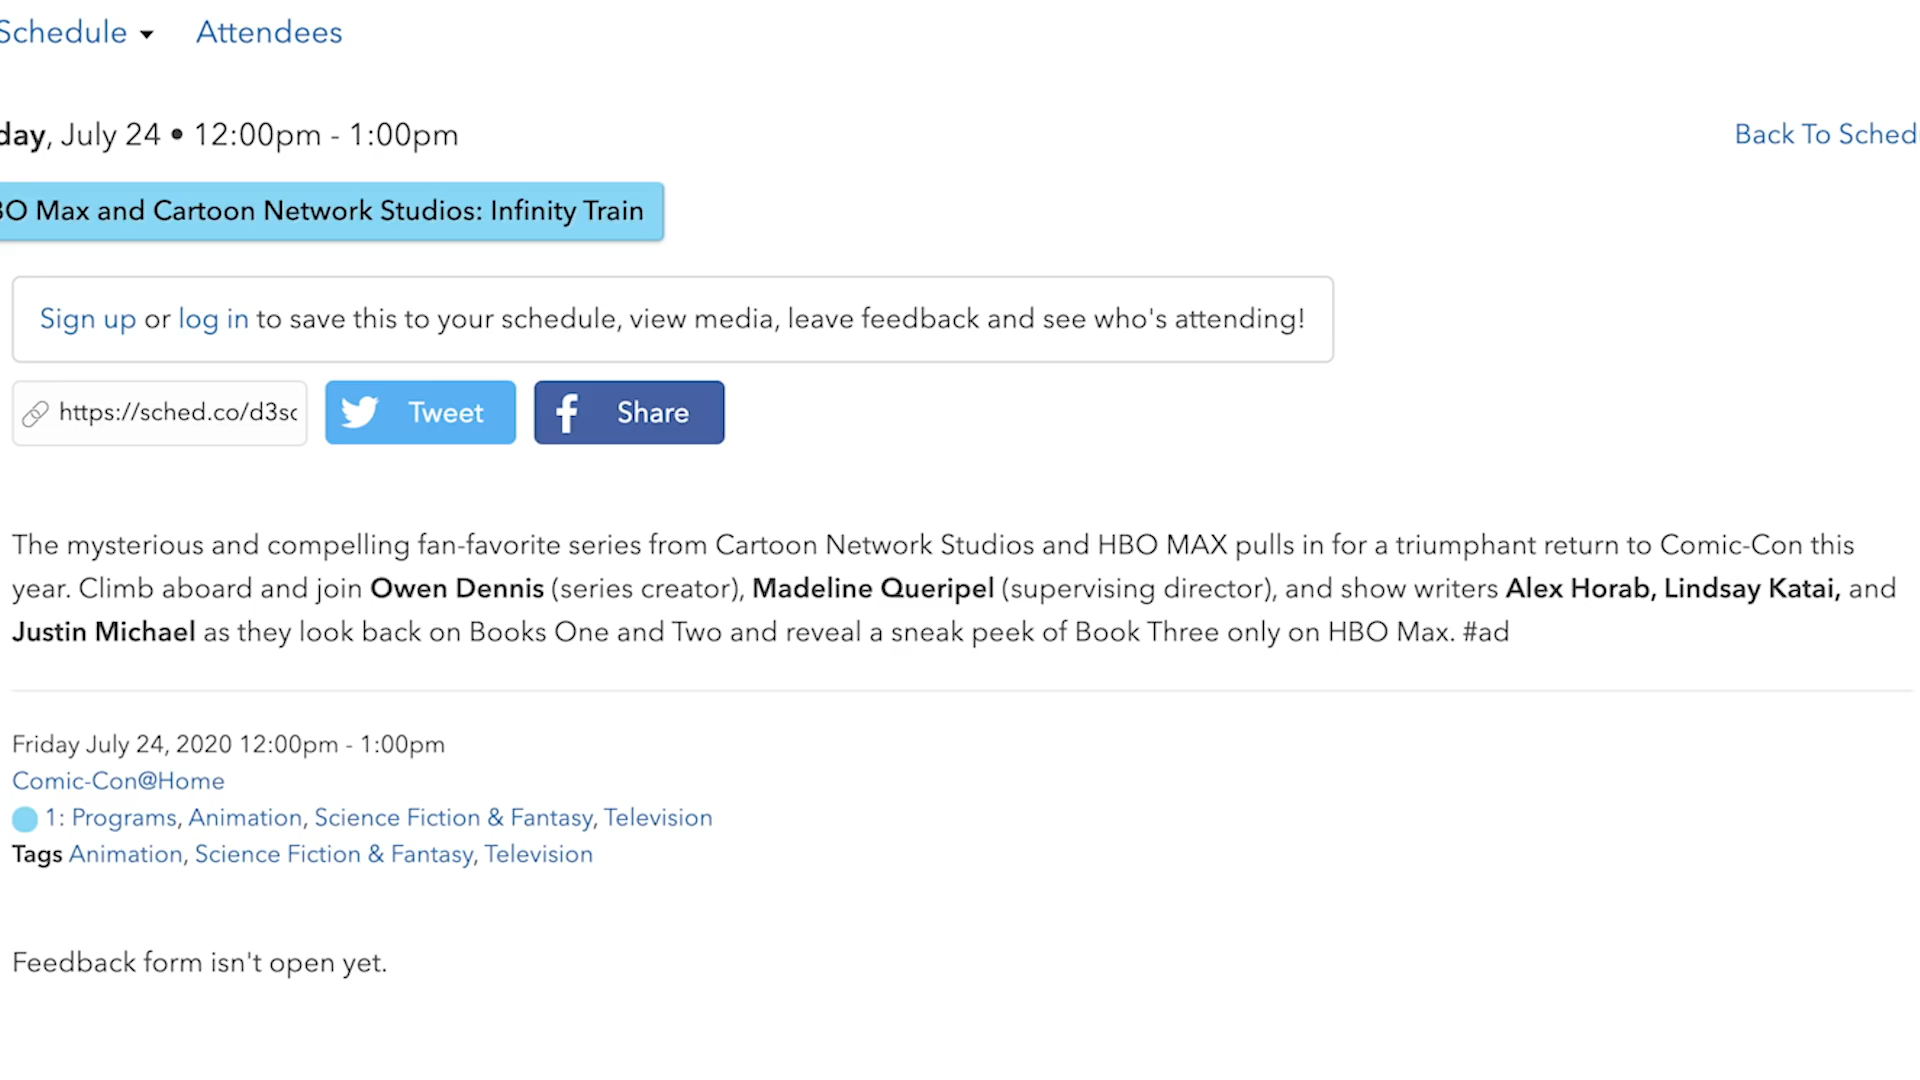 Schedule Attendees
day, July 24 • 12:00pm - 1:00pm Back To Sched
BO Max and Cartoon Network Studios: Infinity Train
Sign up or log in to save this to your schedule, view media, leave feedback and see who's attending!
https://sched.co/d3sc Tweet Share
The mysterious and compelling fan-favorite series from Cartoon Network Studios and HBO MAX pulls in for a triumphant return to Comic-Con this
year. Climb aboard and join Owen Dennis (series creator), Madeline Queripel (supervising director), and show writers Alex Horab, Lindsay Katai, and
Justin Michael as they look back on Books One and Two and reveal a sneak peek of Book Three only on HBO Max. #ad
Friday July 24, 2020 12:00pm - 1:00pm
Comic-Con@Home
1: Programs, Animation, Science Fiction & Fantasy, Television
Tags Animation, Science Fiction & Fantasy, Television
Feedback form isn't open yet.